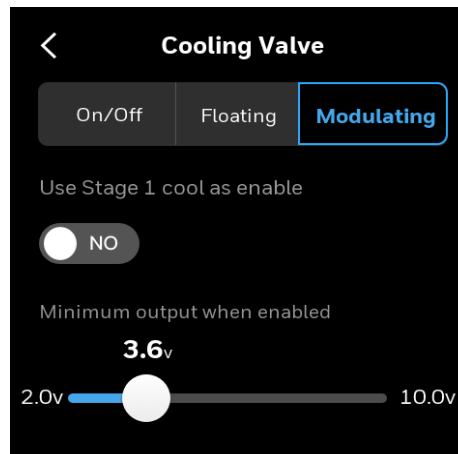 Cooling Valve
On/Off Floating Modulating
Use Stage 1 cool as enable
NO
Minimum output when enabled
3.6v
2.0v 10.0v